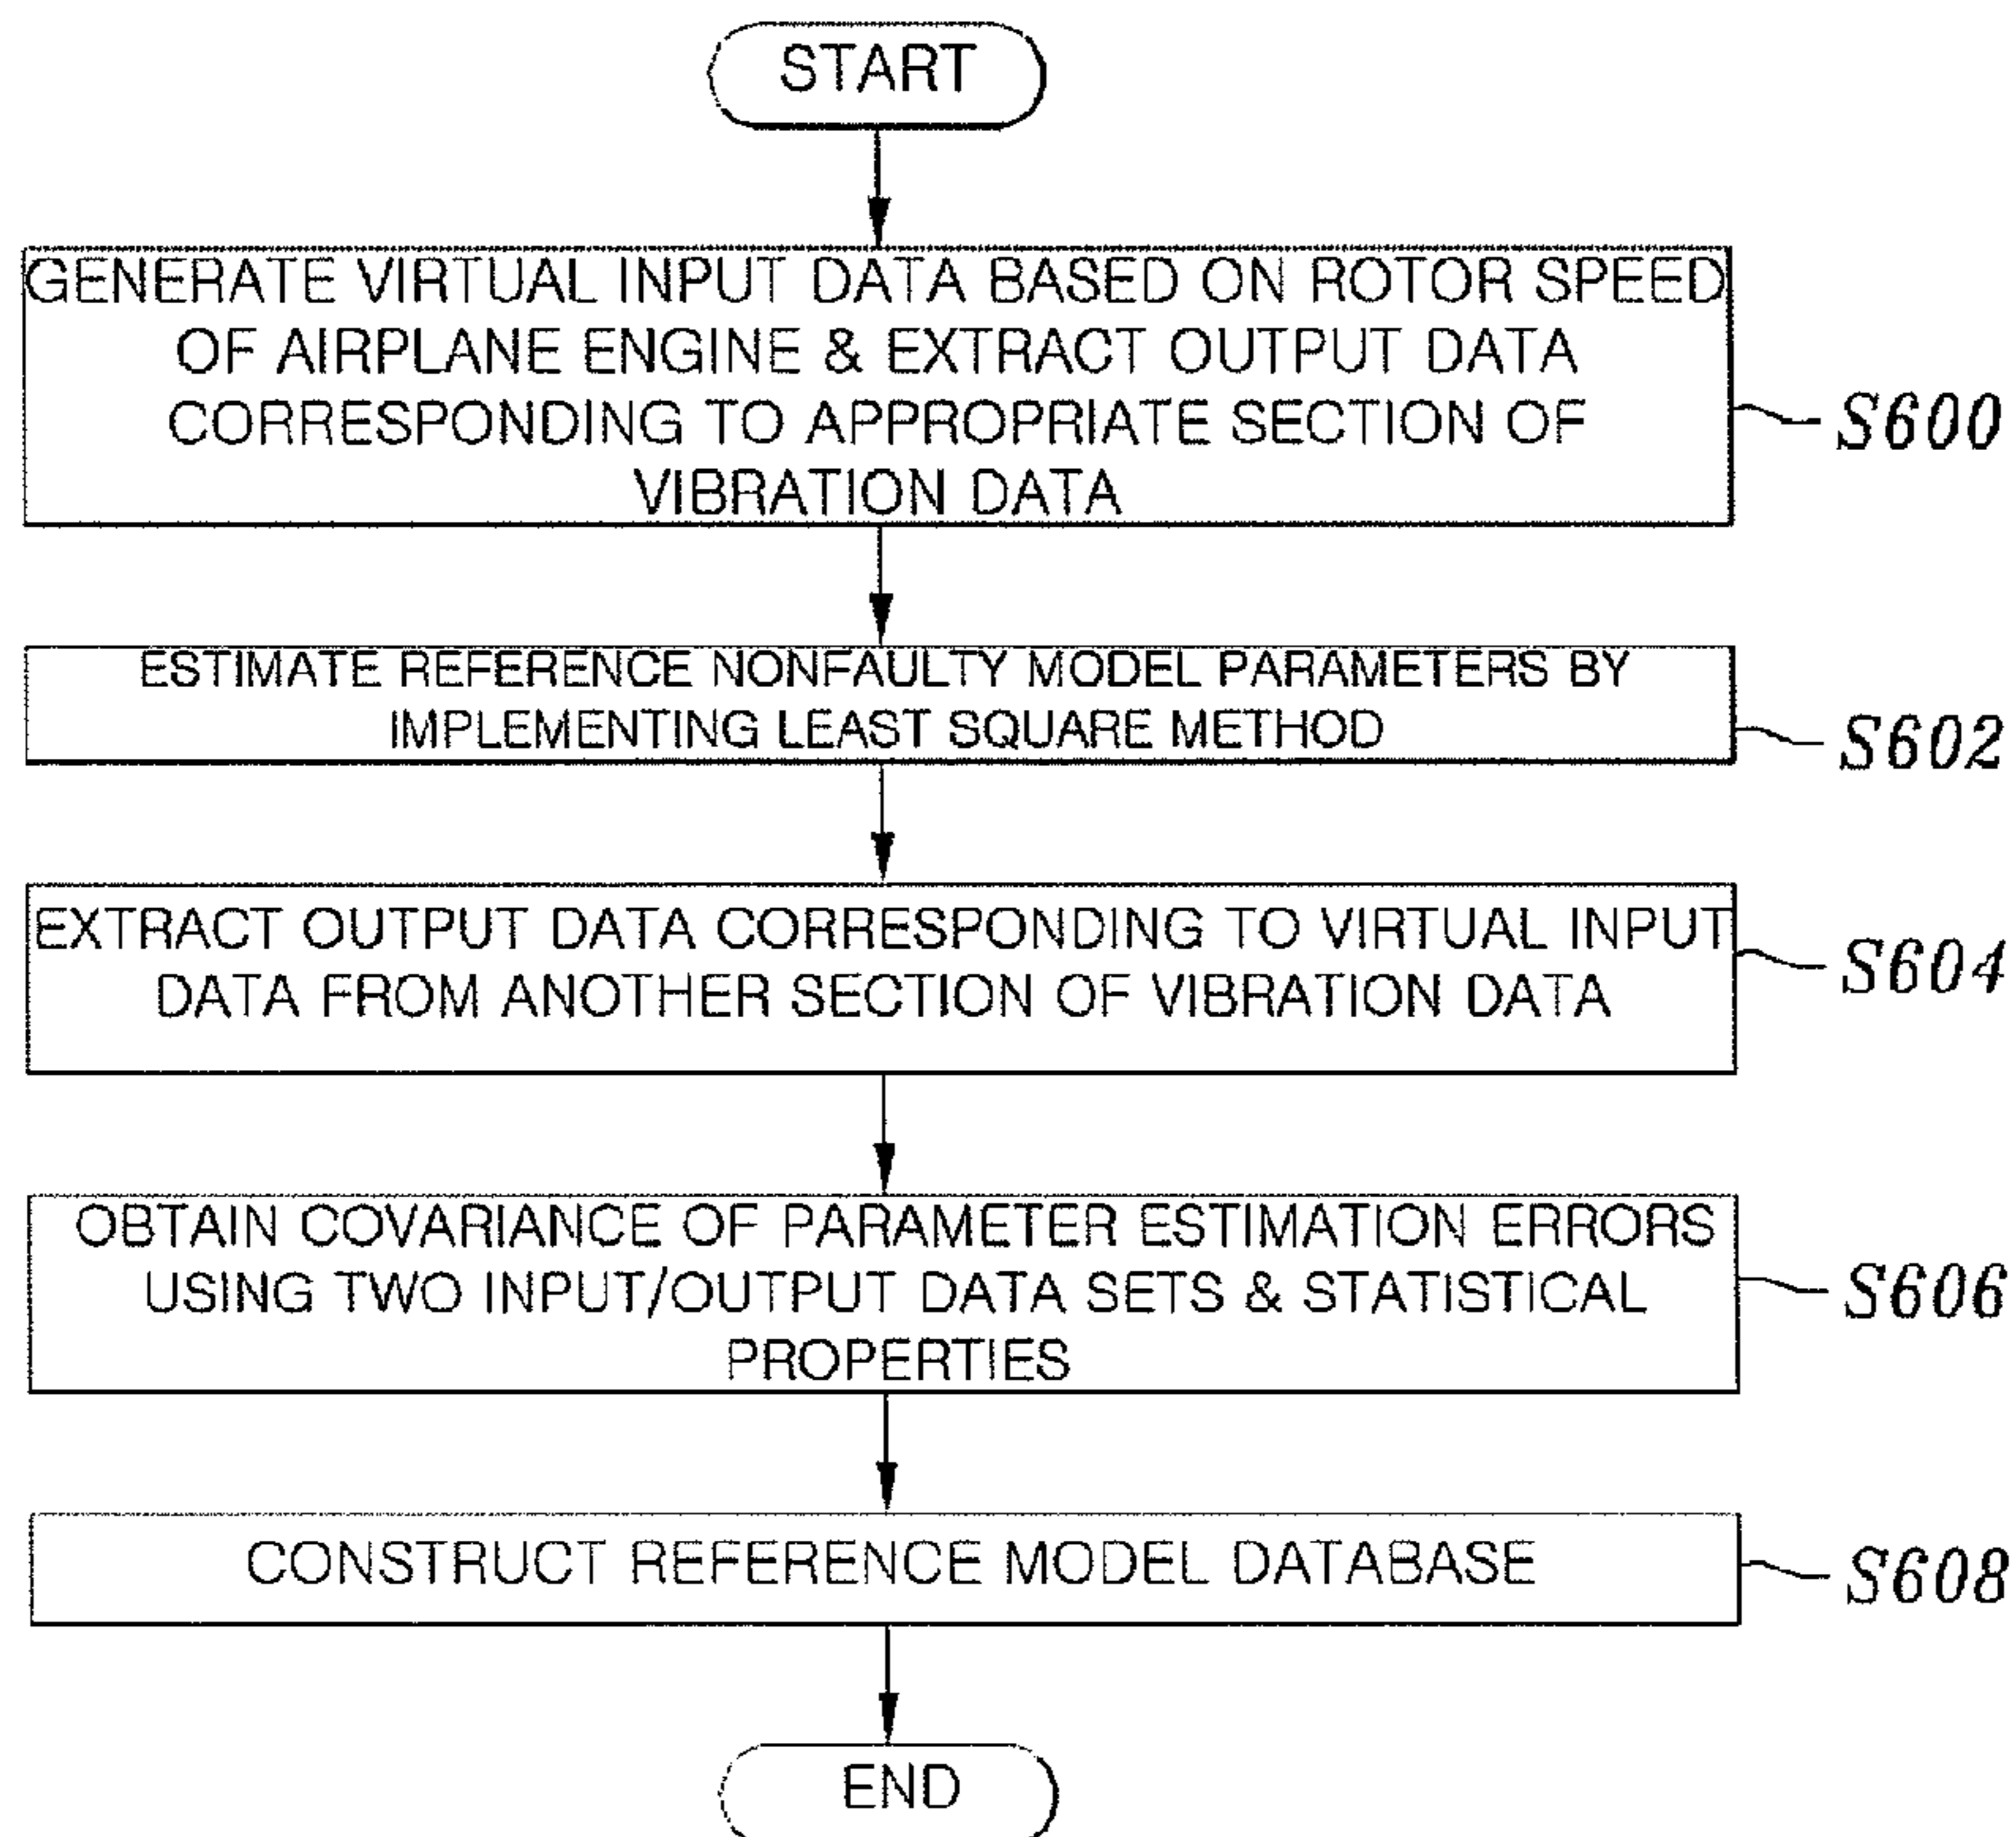 START
GENERATE VIRTUAL INPUT DATA BASED ON ROTOR SPEED
OF AIRPLANE ENGINE & EXTRACT OUTPUT DATA
CORRESPONDING TO APPROPRIATE SECTION OF
VIBRATION DATA
S600
ESTIMATE REFERENCE NONFAULTY MODEL PARAMETERS BY
IMPLEMENTING LEAST SQUARE METHOD
S602
EXTRACT OUTPUT DATA CORRESPONDING TO VIRTUAL INPUT
DATA FROM ANOTHER SECTION OF VIBRATION DATA
S604
OBTAIN COVARIANCE OF PARAMETER ESTIMATION ERRORS
USING TWO INPUT/OUTPUT DATA SETS & STATISTICAL
PROPERTIES
S606
CONSTRUCT REFERENCE MODEL DATABASE
S608
END